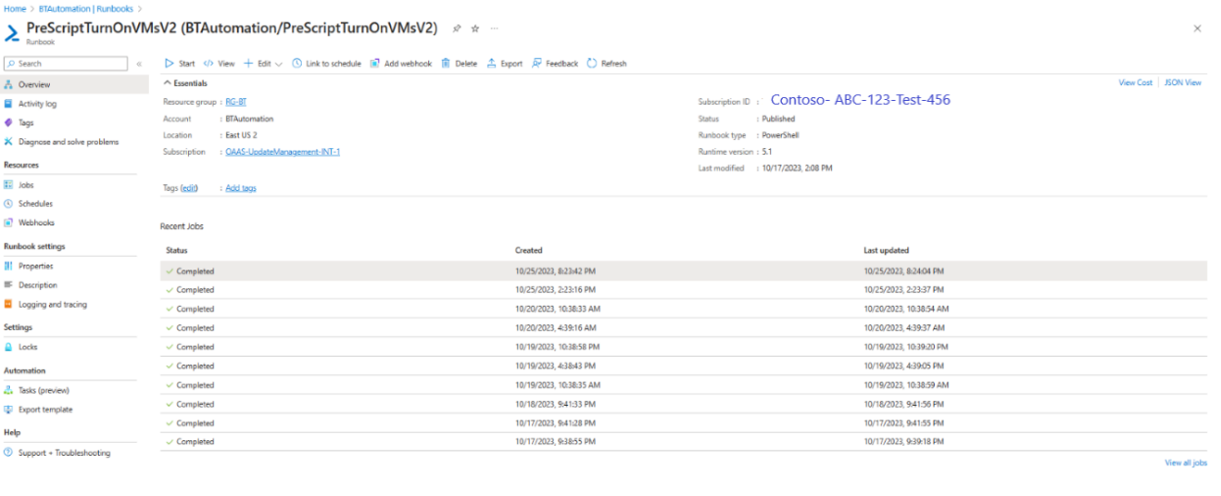 Home > BTAutomation | Runbooks >
PreScriptTurnOnVMsV2 (BTAutomation/PreScriptTurnOnVMsV2)
Runbook
Search
Start View Edit Link to schedule Add webhook Delete Export Feedback Refresh
Overview
Activity log
Tags
Diagnose and solve problems
Resources
Jobs
Schedules
Webhooks
Runbook settings
Properties
Description
Logging and tracing
Settings
Locks
Automation
Tasks (preview)
Export template
Help
Support + Troubleshooting
Essentials
View Cost | JSON View
Resource group : RG-BT
Account : BTAutomation
Location : East US 2
Subscription : OAAS-UpdateManagement-INT-1
Subscription ID : Contoso- ABC-123-Test-456
Status : Published
Runbook type : PowerShell
Runtime version : 5.1
Last modified : 10/17/2023, 2:08 PM
Tags (edit) : Add tags
Recent Jobs
Status Created Last updated
Completed 10/25/2023, 8:23:42 PM 10/25/2023, 8:24:04 PM
Completed 10/25/2023, 2:23:16 PM 10/25/2023, 2:23:37 PM
Completed 10/20/2023, 10:38:33 AM 10/20/2023, 10:38:54 AM
Completed 10/20/2023, 4:39:16 AM 10/20/2023, 4:39:37 AM
Completed 10/19/2023, 10:38:58 PM 10/19/2023, 10:39:20 PM
Completed 10/19/2023, 4:38:43 PM 10/19/2023, 4:39:05 PM
Completed 10/19/2023, 10:38:35 AM 10/19/2023, 10:38:59 AM
Completed 10/18/2023, 9:41:33 PM 10/18/2023, 9:41:56 PM
Completed 10/17/2023, 9:41:28 PM 10/17/2023, 9:41:55 PM
Completed 10/17/2023, 9:38:55 PM 10/17/2023, 9:39:18 PM
View all jobs